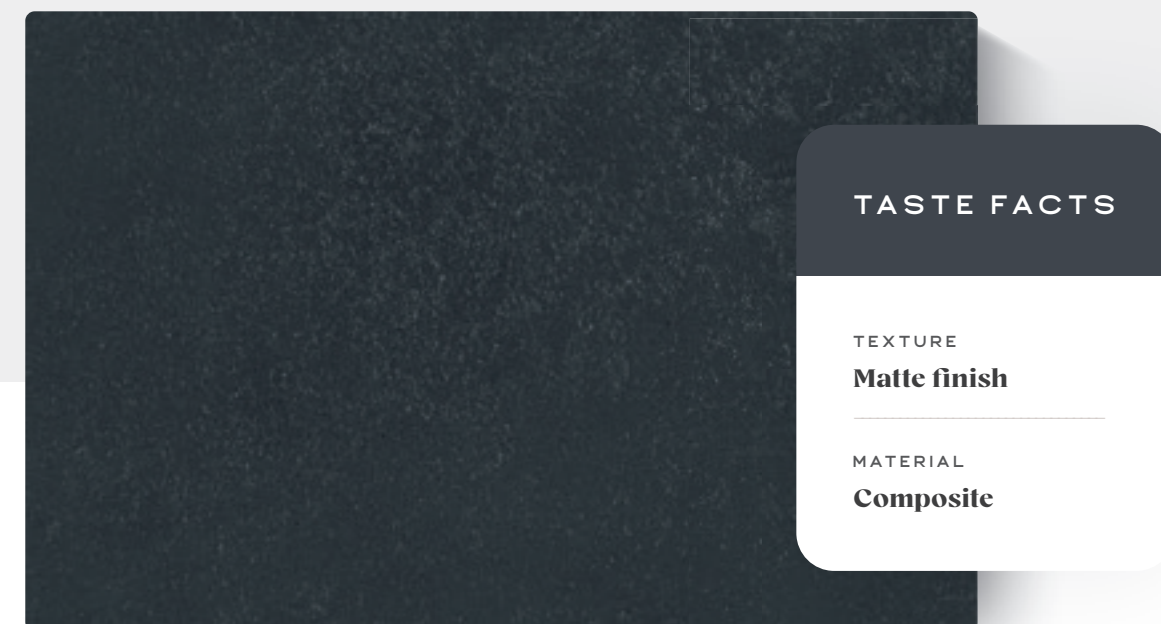 TASTE FACTS
TEXTURE
Matte finish
MATERIAL
Composite